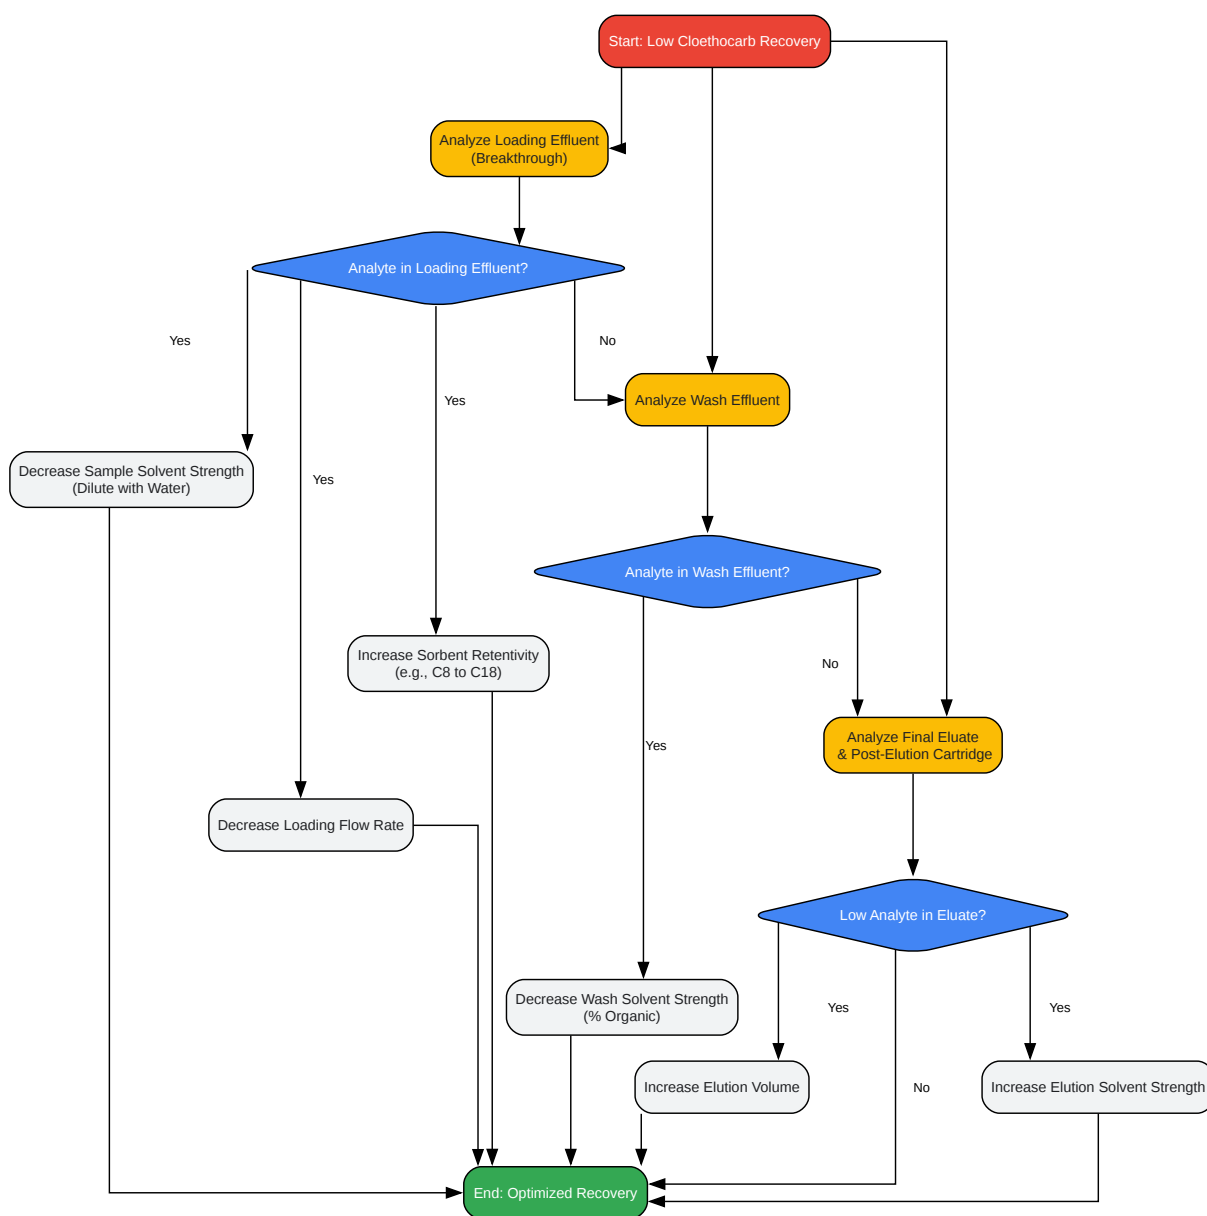 Start: Low Cloethocarb Recovery
Analyze Loading Effluent
(Breakthrough)
Analyte in Loading Effluent?
Yes
No
Yes
Analyze Wash Effluent
Decrease Sample Solvent Strength
(Dilute with Water)
Yes
Analyte in Wash Effluent?
Increase Sorbent Retentivity
(e.g., C8 to C18)
No
Yes
Analyze Final Eluate
& Post-Elution Cartridge
Decrease Loading Flow Rate
Low Analyte in Eluate?
Decrease Wash Solvent Strength
(% Organic)
Yes
Yes
Increase Elution Volume
No
Increase Elution Solvent Strength
End: Optimized Recovery